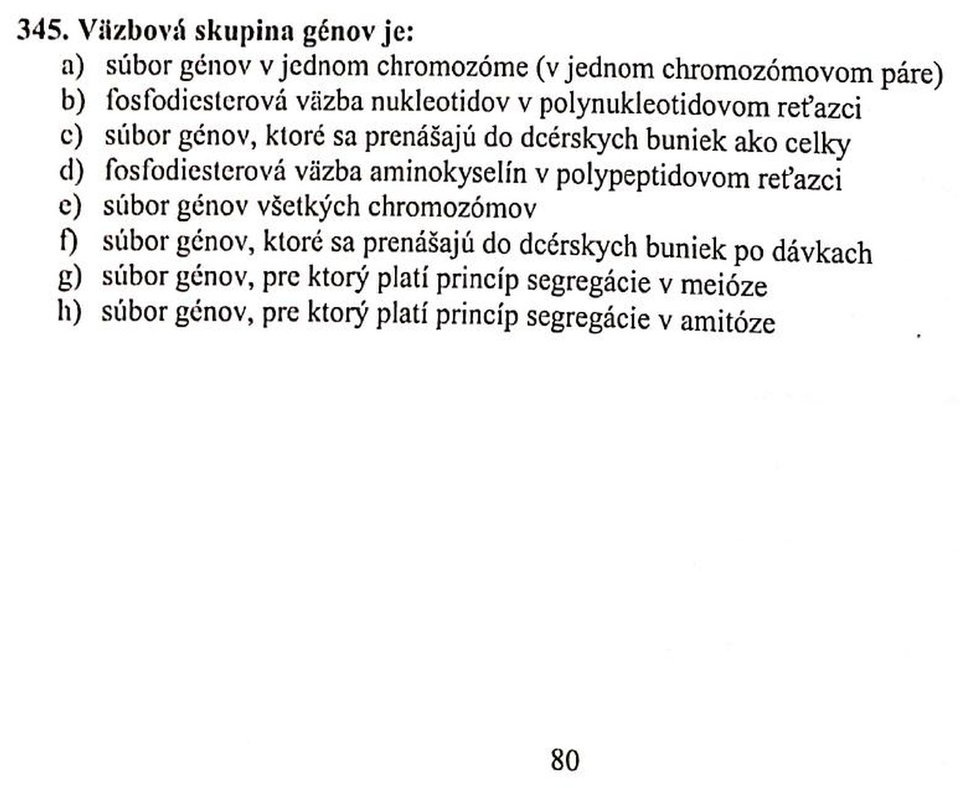 345. Väzbová skupina génov je:
a) súbor génov v jednom chromozóme (v jednom chromozómovom páre)
b) fosfodiesterová väzba nukleotidov v polynukleotidovom reťazci
c) súbor génov, ktoré sa prenášajú do dcérskych buniek ako celky
d) fosfodiesterová väzba aminokyselín v polypeptidovom reťazci
e) súbor génov všetkých chromozómov
f) súbor génov, ktoré sa prenášajú do dcérskych buniek po dávkach
g) súbor génov, pre ktorý platí princíp segregácie v meióze
h) súbor génov, pre ktorý platí princíp segregácie v amitóze
80